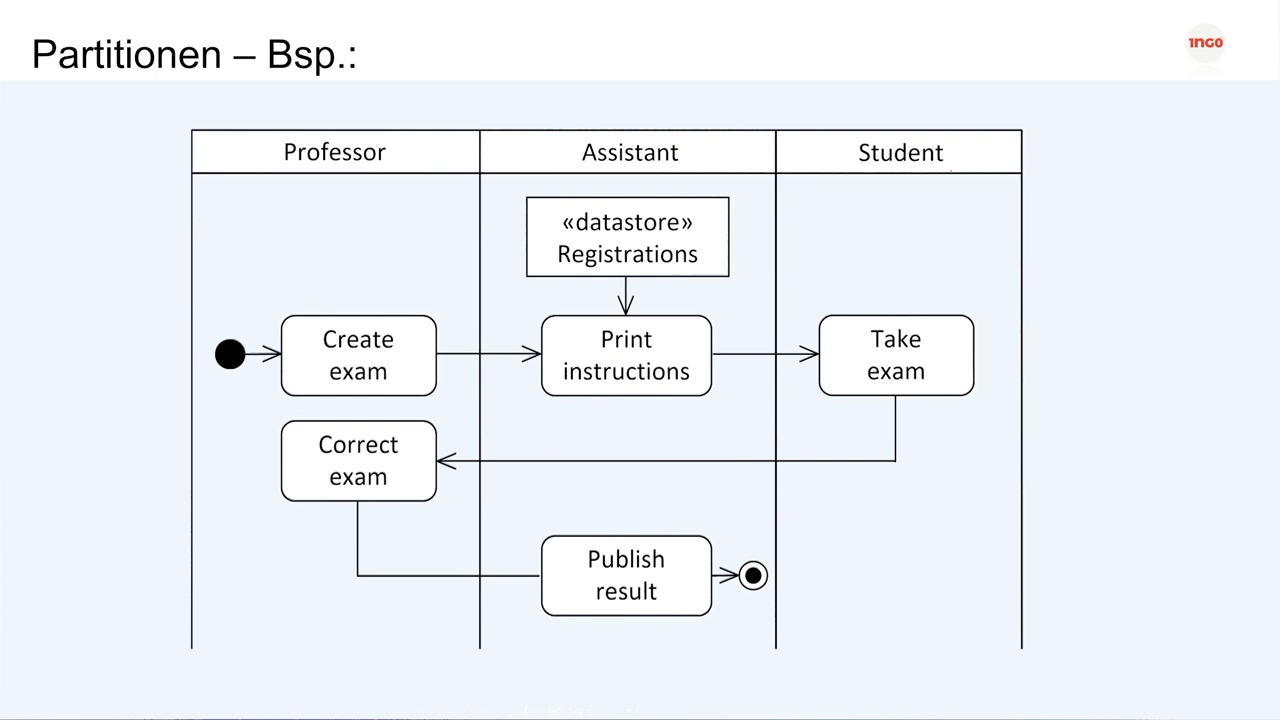 Partitionen – Bsp.:
1NGO
Professor
Assistant
Student
«datastore»
Registrations
Create
exam
Print
instructions
Take
exam
Correct
exam
Publish
result